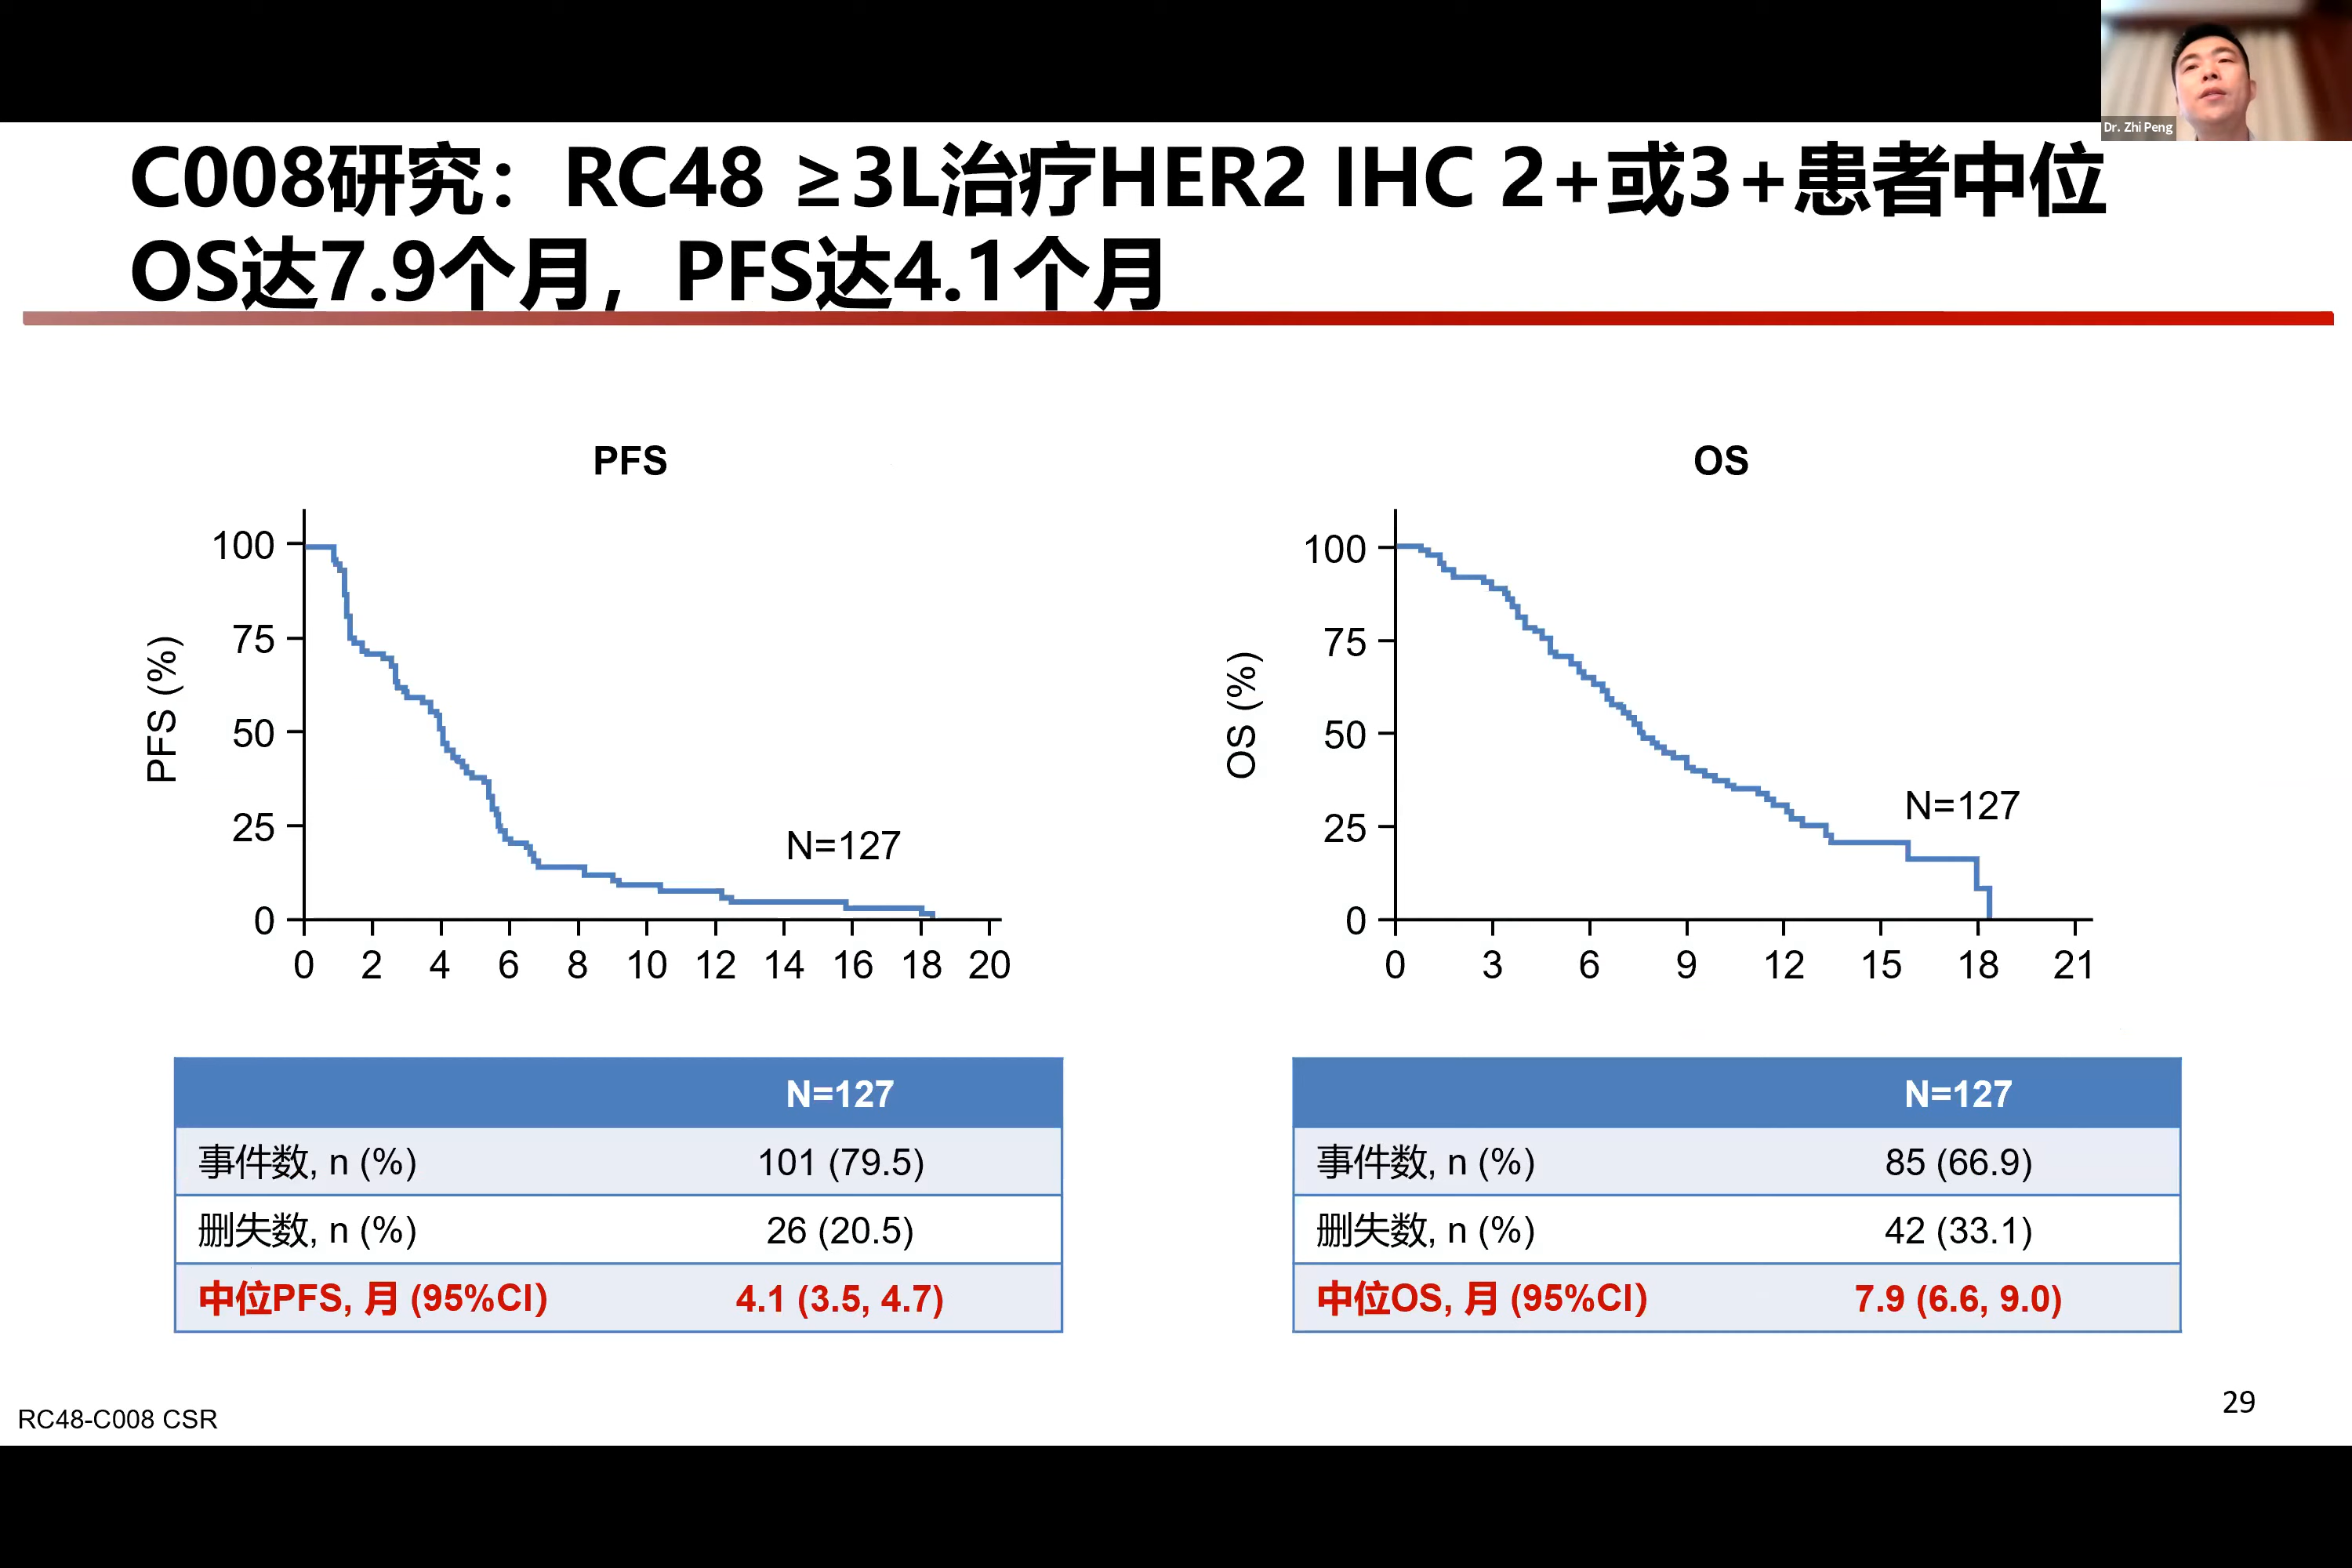 Dr. Zhi Peng
C008研究：RC48 ≥3L治疗HER2 IHC 2+或3+患者中位
OS达7.9个月，PFS达4.1个月
PFS
PFS (%)
100
75
50
25
0
N=127
0 2 4 6 8 10 12 14 16 18 20
OS
OS (%)
100
75
50
25
0
N=127
0 3 6 9 12 15 18 21
N=127
事件数, n (%) 101 (79.5)
删失数, n (%) 26 (20.5)
中位PFS, 月 (95%CI) 4.1 (3.5, 4.7)
N=127
事件数, n (%) 85 (66.9)
删失数, n (%) 42 (33.1)
中位OS, 月 (95%CI) 7.9 (6.6, 9.0)
RC48-C008 CSR
29